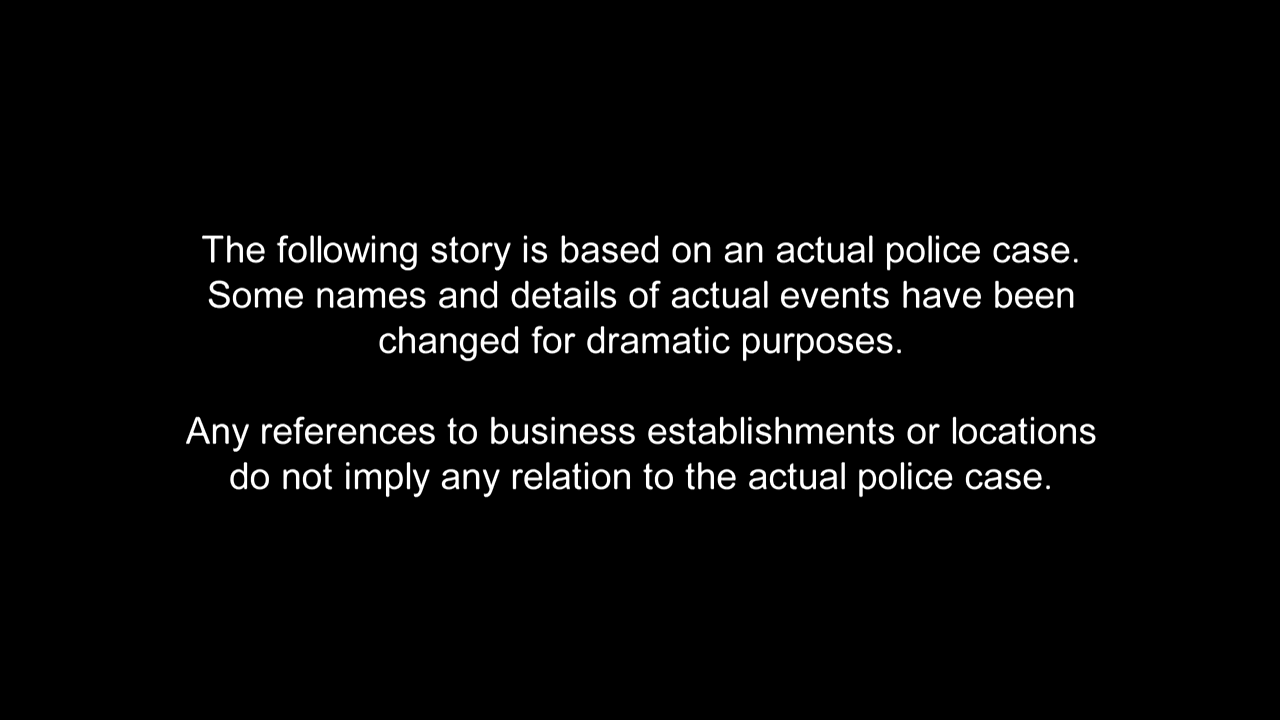 The following story is based on an actual police case.
Some names and details of actual events have been
changed for dramatic purposes.
Any references to business establishments or locations
do not imply any relation to the actual police case.